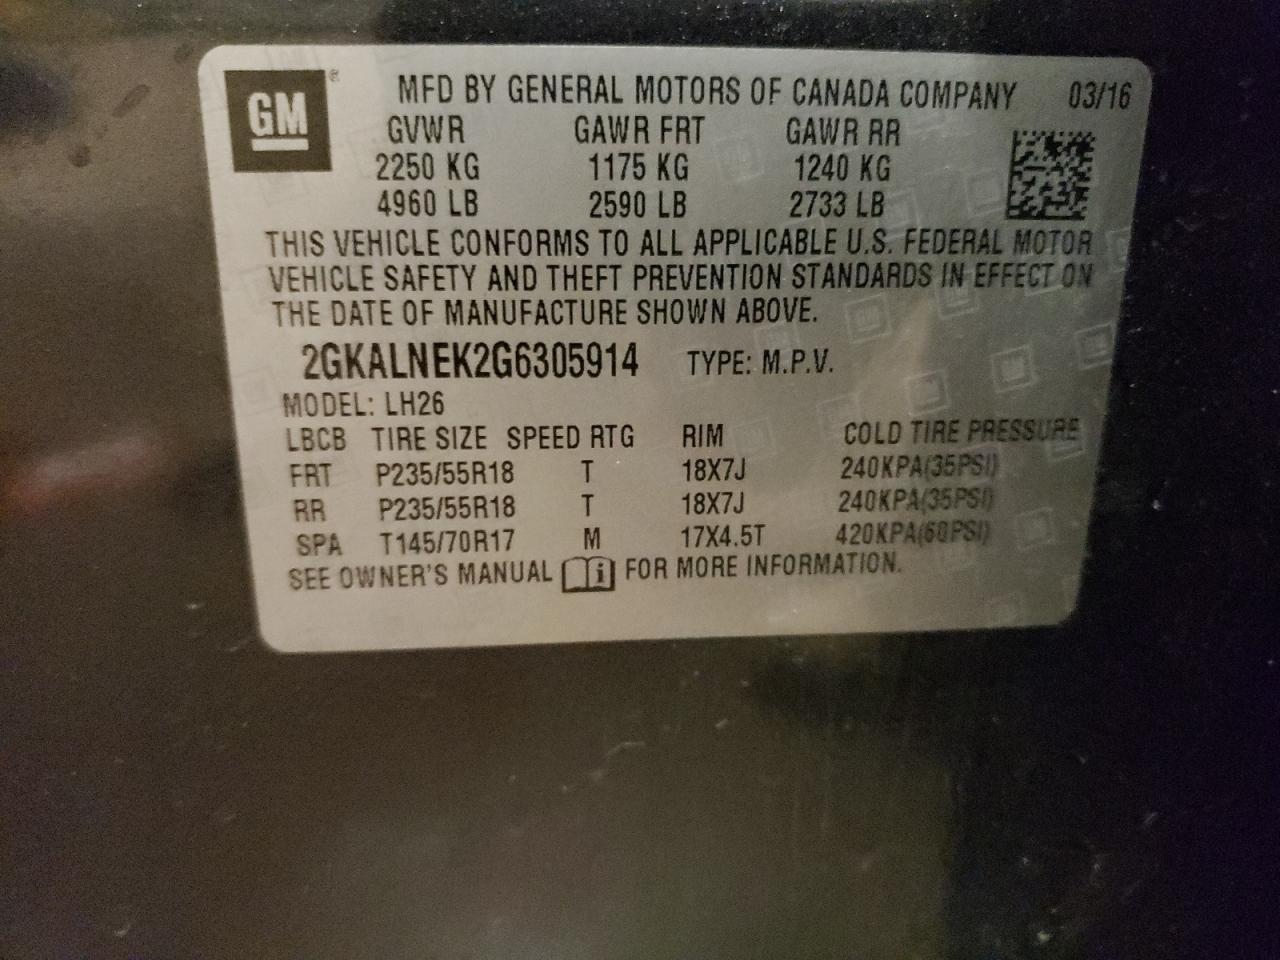 GM ® MFD BY GENERAL MOTORS OF CANADA COMPANY 03/16
GVWR GAWR FRT GAWR RR
2250 KG 1175 KG 1240 KG
4960 LB 2590 LB 2733 LB
THIS VEHICLE CONFORMS TO ALL APPLICABLE U.S. FEDERAL MOTOR
VEHICLE SAFETY AND THEFT PREVENTION STANDARDS IN EFFECT ON
THE DATE OF MANUFACTURE SHOWN ABOVE.
2GKALNEK2G6305914 TYPE: M.P.V.
MODEL: LH26
LBCB TIRE SIZE SPEED RTG RIM COLD TIRE PRESSURE
FRT P235/55R18 T 18X7J 240KPA(35PSI)
RR P235/55R18 T 18X7J 240KPA(35PSI)
SPA T145/70R17 M 17X4.5T 420KPA(60PSI)
SEE OWNER'S MANUAL i FOR MORE INFORMATION.